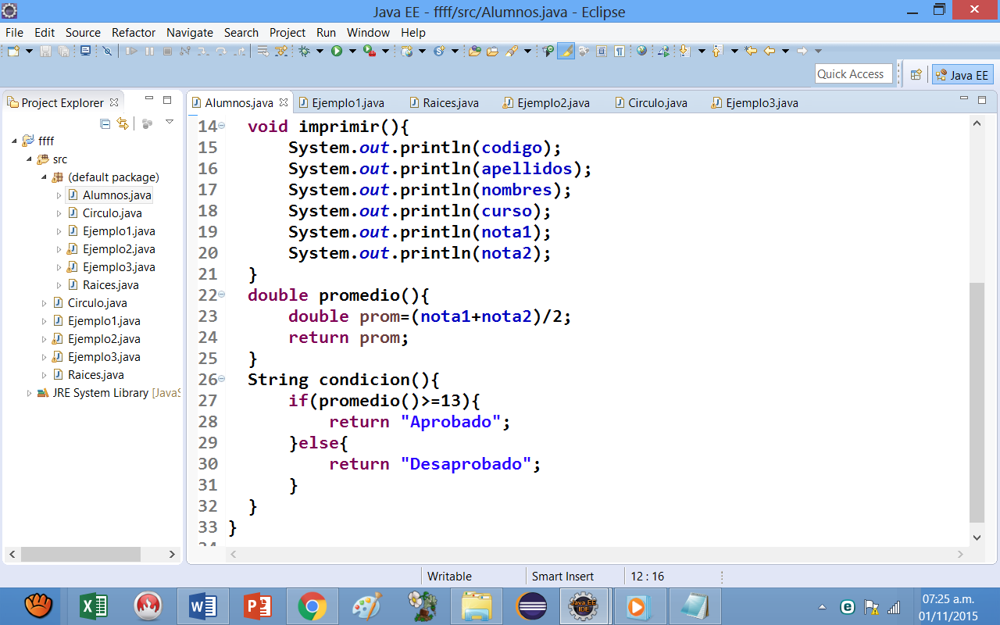 Java EE - ffff/src/Alumnos.java - Eclipse
File Edit Source Refactor Navigate Search Project Run Window Help
Quick Access
Java EE
Project Explorer
ffff
src
(default package)
Alumnos.java
Circulo.java
Ejemplo1.java
Ejemplo2.java
Ejemplo3.java
Raices.java
Circulo.java
Ejemplo1.java
Ejemplo2.java
Ejemplo3.java
Raices.java
JRE System Library [JavaS
Alumnos.java Ejemplo1.java Raices.java Ejemplo2.java Circulo.java Ejemplo3.java
14 void imprimir(){
15 System.out.println(codigo);
16 System.out.println(apellidos);
17 System.out.println(nombres);
18 System.out.println(curso);
19 System.out.println(nota1);
20 System.out.println(nota2);
21 }
22 double promedio(){
23 double prom=(nota1+nota2)/2;
24 return prom;
25 }
26 String condicion(){
27 if(promedio()>=13){
28 return "Aprobado";
29 }else{
30 return "Desaprobado";
31 }
32 }
33 }
Writable Smart Insert 12 : 16
07:25 a.m.
01/11/2015